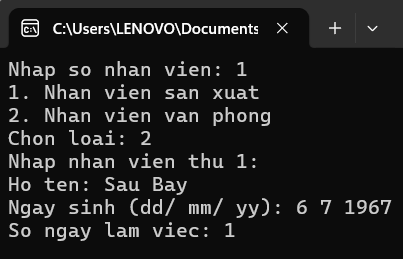 C:\Users\LENOVO\Documents
Nhap so nhan vien: 1
1. Nhan vien san xuat
2. Nhan vien van phong
Chon loai: 2
Nhap nhan vien thu 1:
Ho ten: Sau Bay
Ngay sinh (dd/ mm/ yy): 6 7 1967
So ngay lam viec: 1